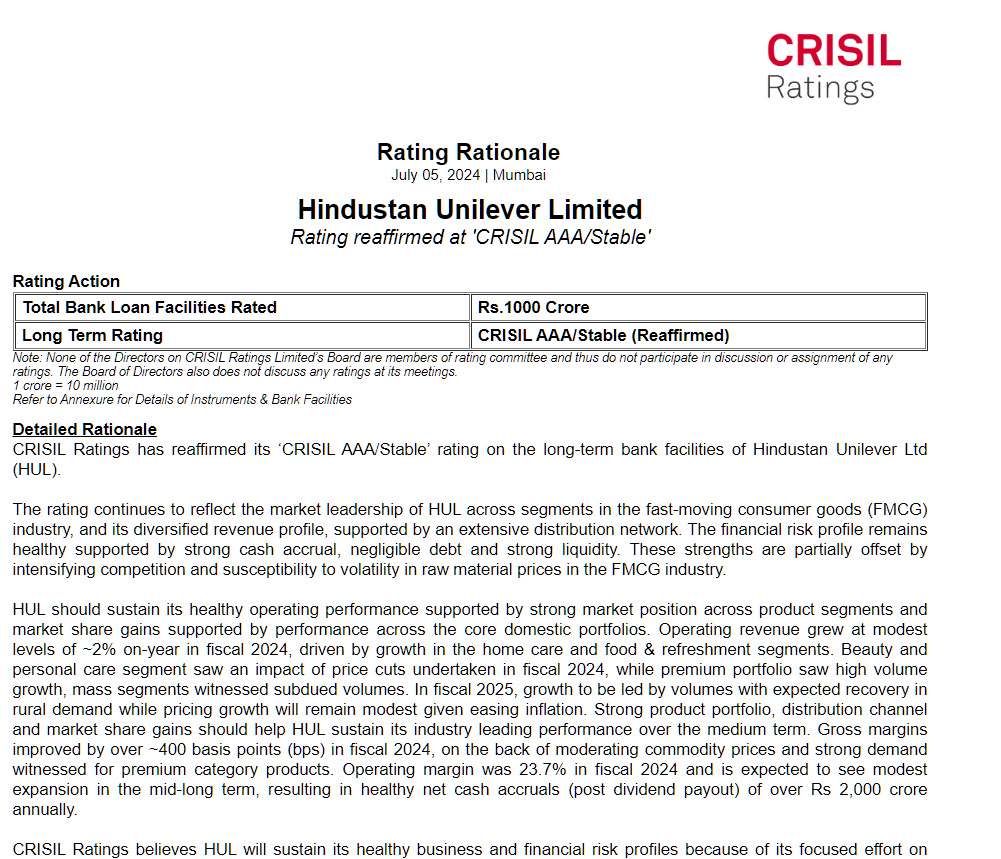 CRISIL
Ratings
Rating Rationale
July 05, 2024 | Mumbai
Hindustan Unilever Limited
Rating reaffirmed at 'CRISIL AAA/Stable'
Rating Action
Total Bank Loan Facilities Rated Rs.1000 Crore
Long Term Rating CRISIL AAA/Stable (Reaffirmed)
Note: None of the Directors on CRISIL Ratings Limited's Board are members of rating committee and thus do not participate in discussion or assignment of any
ratings. The Board of Directors also does not discuss any ratings at its meetings.
1 crore = 10 million
Refer to Annexure for Details of Instruments & Bank Facilities
Detailed Rationale
CRISIL Ratings has reaffirmed its ‘CRISIL AAA/Stable’ rating on the long-term bank facilities of Hindustan Unilever Ltd
(HUL).
The rating continues to reflect the market leadership of HUL across segments in the fast-moving consumer goods (FMCG)
industry, and its diversified revenue profile, supported by an extensive distribution network. The financial risk profile remains
healthy supported by strong cash accrual, negligible debt and strong liquidity. These strengths are partially offset by
intensifying competition and susceptibility to volatility in raw material prices in the FMCG industry.
HUL should sustain its healthy operating performance supported by strong market position across product segments and
market share gains supported by performance across the core domestic portfolios. Operating revenue grew at modest
levels of ~2% on-year in fiscal 2024, driven by growth in the home care and food & refreshment segments. Beauty and
personal care segment saw an impact of price cuts undertaken in fiscal 2024, while premium portfolio saw high volume
growth, mass segments witnessed subdued volumes. In fiscal 2025, growth to be led by volumes with expected recovery in
rural demand while pricing growth will remain modest given easing inflation. Strong product portfolio, distribution channel
and market share gains should help HUL sustain its industry leading performance over the medium term. Gross margins
improved by over ~400 basis points (bps) in fiscal 2024, on the back of moderating commodity prices and strong demand
witnessed for premium category products. Operating margin was 23.7% in fiscal 2024 and is expected to see modest
expansion in the mid-long term, resulting in healthy net cash accruals (post dividend payout) of over Rs 2,000 crore
annually.
CRISIL Ratings believes HUL will sustain its healthy business and financial risk profiles because of its focused effort on